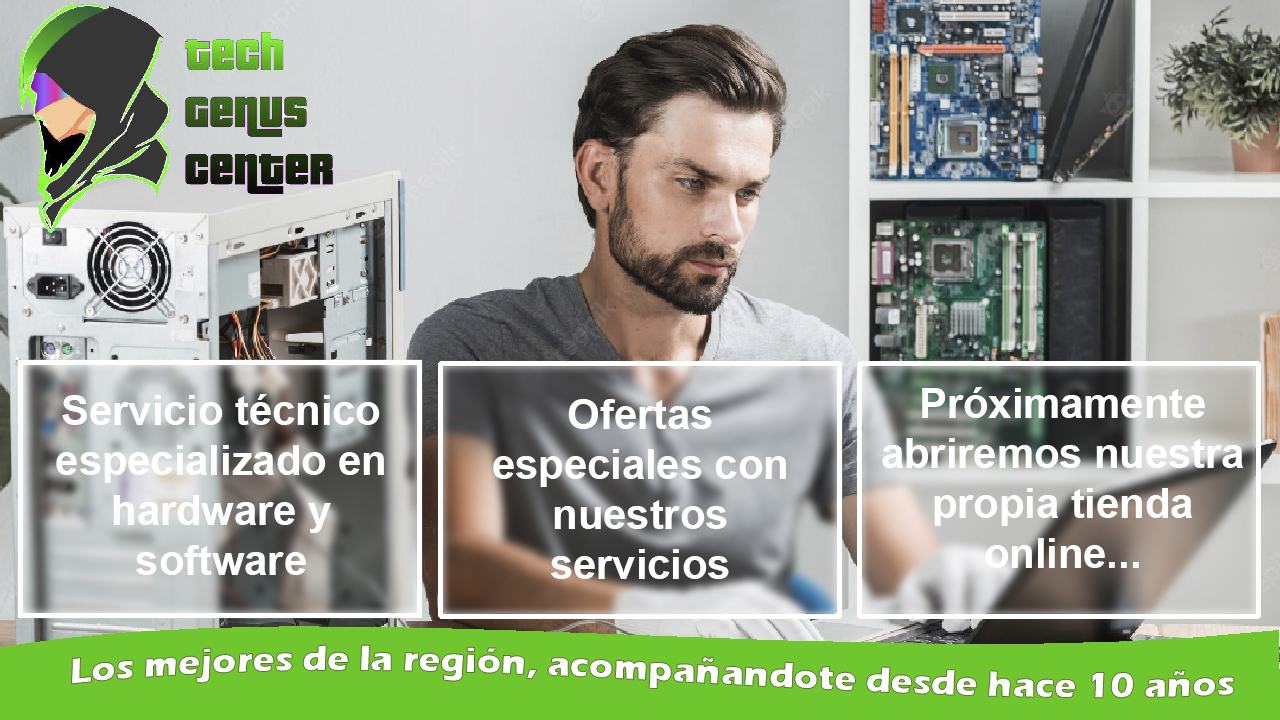 Tech
Genus
Center
Servicio técnico
especializado en
hardware y
software
Ofertas
especiales con
nuestros
servicios
Próximamente
abriremos nuestra
propia tienda
online...
Los mejores de la región, acompañandote desde hace 10 años